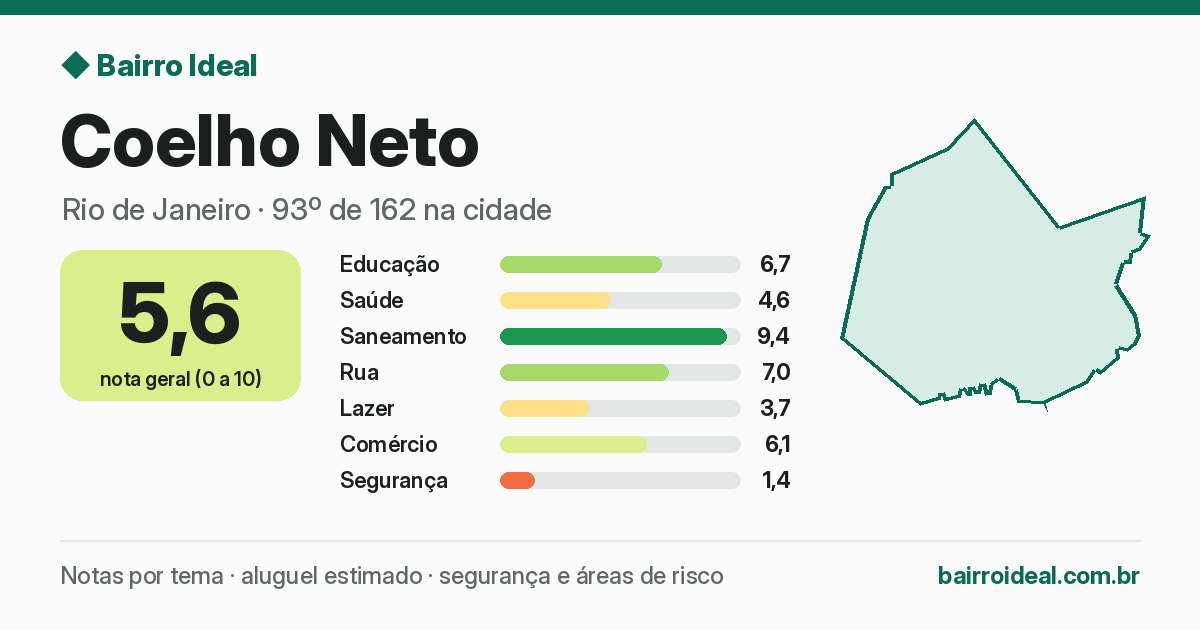 Bairro Ideal
Coelho Neto
Rio de Janeiro · 93º de 162 na cidade
5,6
nota geral (0 a 10)
Educação 6,7
Saúde 4,6
Saneamento 9,4
Rua 7,0
Lazer 3,7
Comércio 6,1
Segurança 1,4
Notas por tema · aluguel estimado · segurança e áreas de risco
bairroideal.com.br